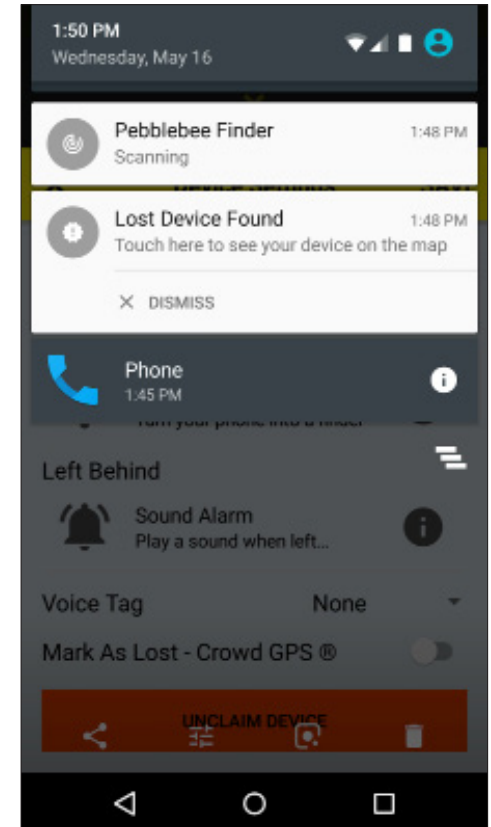 1:50 PM
Wednesday, May 16
Pebblebee Finder 1:48 PM
Scanning
Lost Device Found 1:48 PM
Touch here to see your device on the map
DISMISS
Phone
1:45 PM
Turn your phone into a finder
Left Behind
Sound Alarm
Play a sound when left...
Voice Tag None
Mark As Lost - Crowd GPS ®
UNCLAIM DEVICE